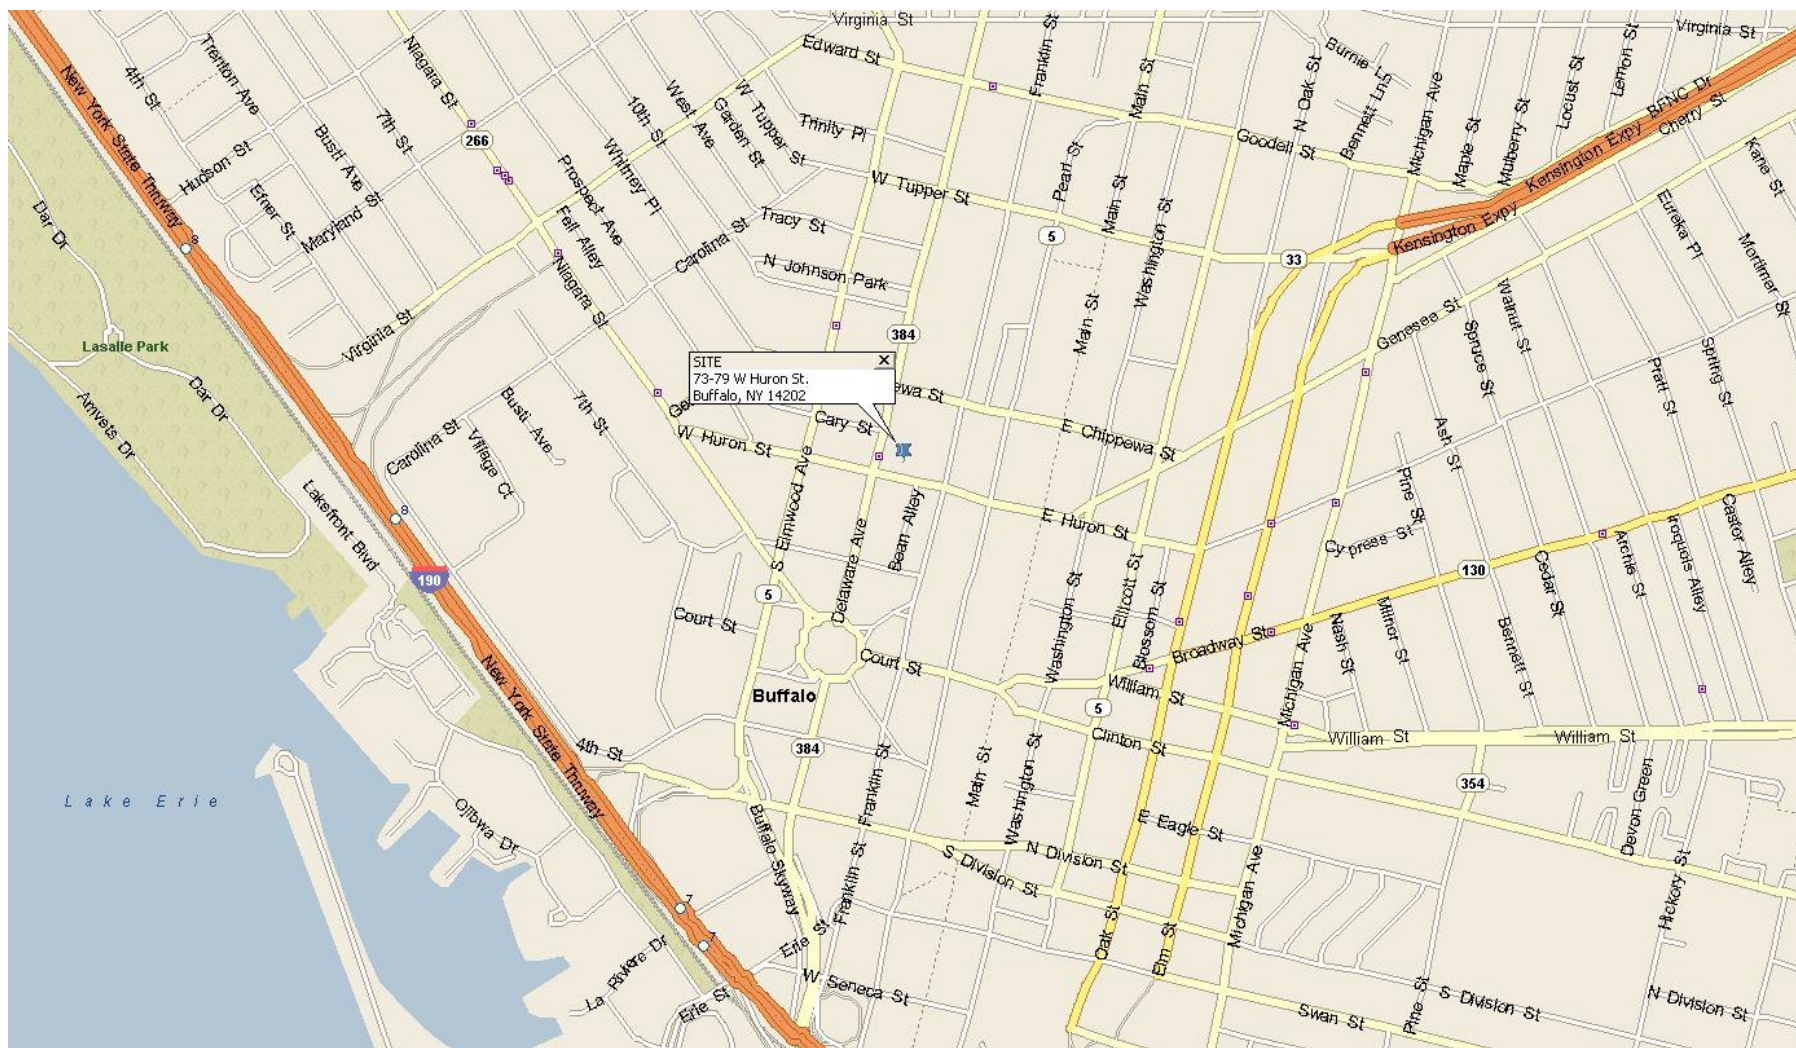 Virginia St
Virginia St
Edward St
Franklin St
Main St
N Oak St
Burnie Ln
Bennett Ln
Michigan Ave
Maple St
Mulberry St
Locust St
Lemon St
Kensington Expy
BFNC Dr
Cherry St
New York State Thruway
4th St
Trenton Ave
Niagara St
7th St
Busti Ave
Hudson St
Efner St
Maryland St
266
10th St
West Ave
Garden St
W Tupper St
Trinity Pl
Whitney Pl
Prospect Ave
Fell Alley
Niagara St
W Tupper St
Tracy St
Carolina St
N Johnson Park
Pearl St
Main St
Washington St
Goodell St
5
33
Kensington Expy
Kane St
Eureka Pl
Mortimer St
Dar Dr
8
Virginia St
Lasalle Park
384
Main St
Genesee St
Walnut St
Spruce St
Pratt St
Spring St
SITE
73-79 W Huron St.
Buffalo, NY 14202
Ge
ewa St
Cary St
W Huron St
E Chippewa St
Dar Dr
Amvets Dr
Carolina St
Village Ct
Busti Ave
7th St
8
Lakefront Blvd
S Elmwood Ave
Delaware Ave
Bean Alley
E Huron St
Ash St
Pine St
Cypress St
130
Cedar St
Archie St
Iroquois Alley
Castor Alley
190
5
Court St
Court St
Washington St
Ellicott St
Blossom St
Broadway St
Michigan Ave
Nash St
Milnor St
Bennett St
Buffalo
William St
5
Clinton St
William St
William St
New York State Thruway
4th St
384
Franklin St
Main St
Washington St
354
Devon Green
Hickory St
Lake Erie
Ojibwa Dr
Buffalo Skyway
Franklin St
E Eagle St
N Division St
S Division St
Michigan Ave
7
7
Erie St
La Riviere Dr
Erie St
W Seneca St
Oak St
Elm St
Swan St
Pine St
S Division St
N Division St